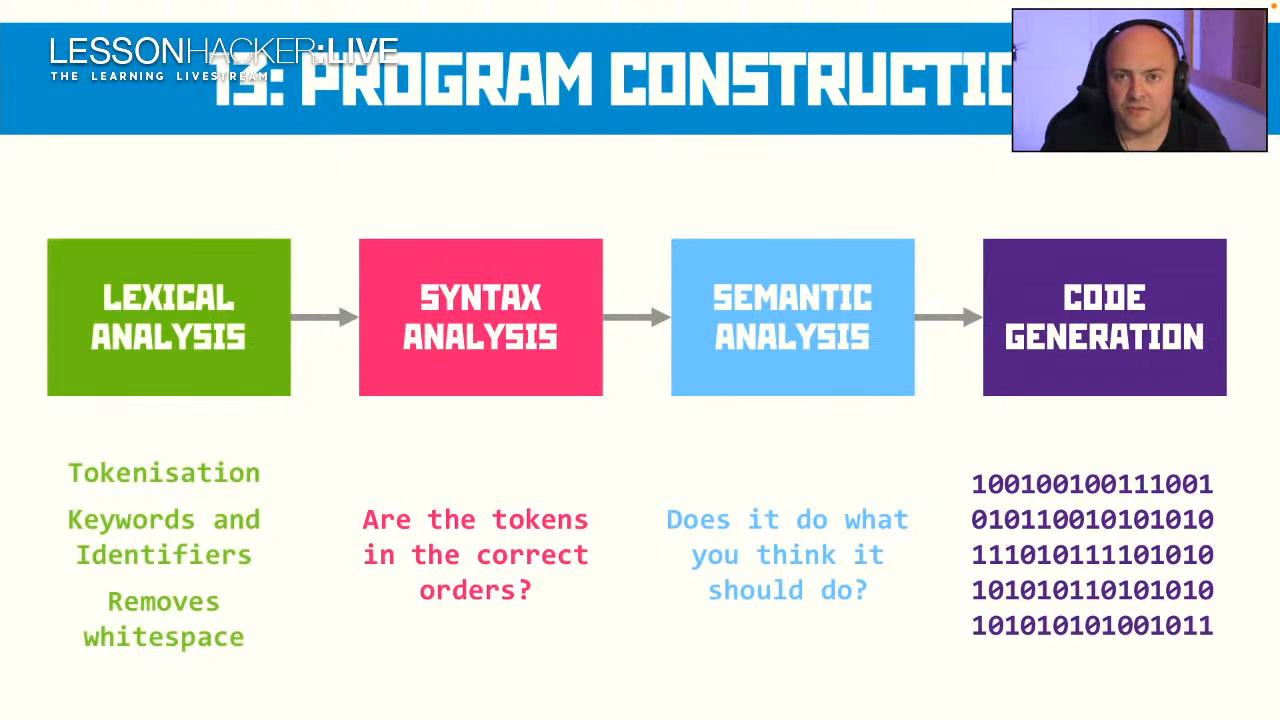 LESSONHACKER:LIVE
THE LEARNING LIVESTREAM
13: PROGRAM CONSTRUCTIO
LEXICAL
ANALYSIS
SYNTAX
ANALYSIS
SEMANTIC
ANALYSIS
CODE
GENERATION
Tokenisation
Keywords and
Identifiers
Removes
whitespace
Are the tokens
in the correct
orders?
Does it do what
you think it
should do?
100100100111001
010110010101010
111010111101010
101010110101010
101010101001011